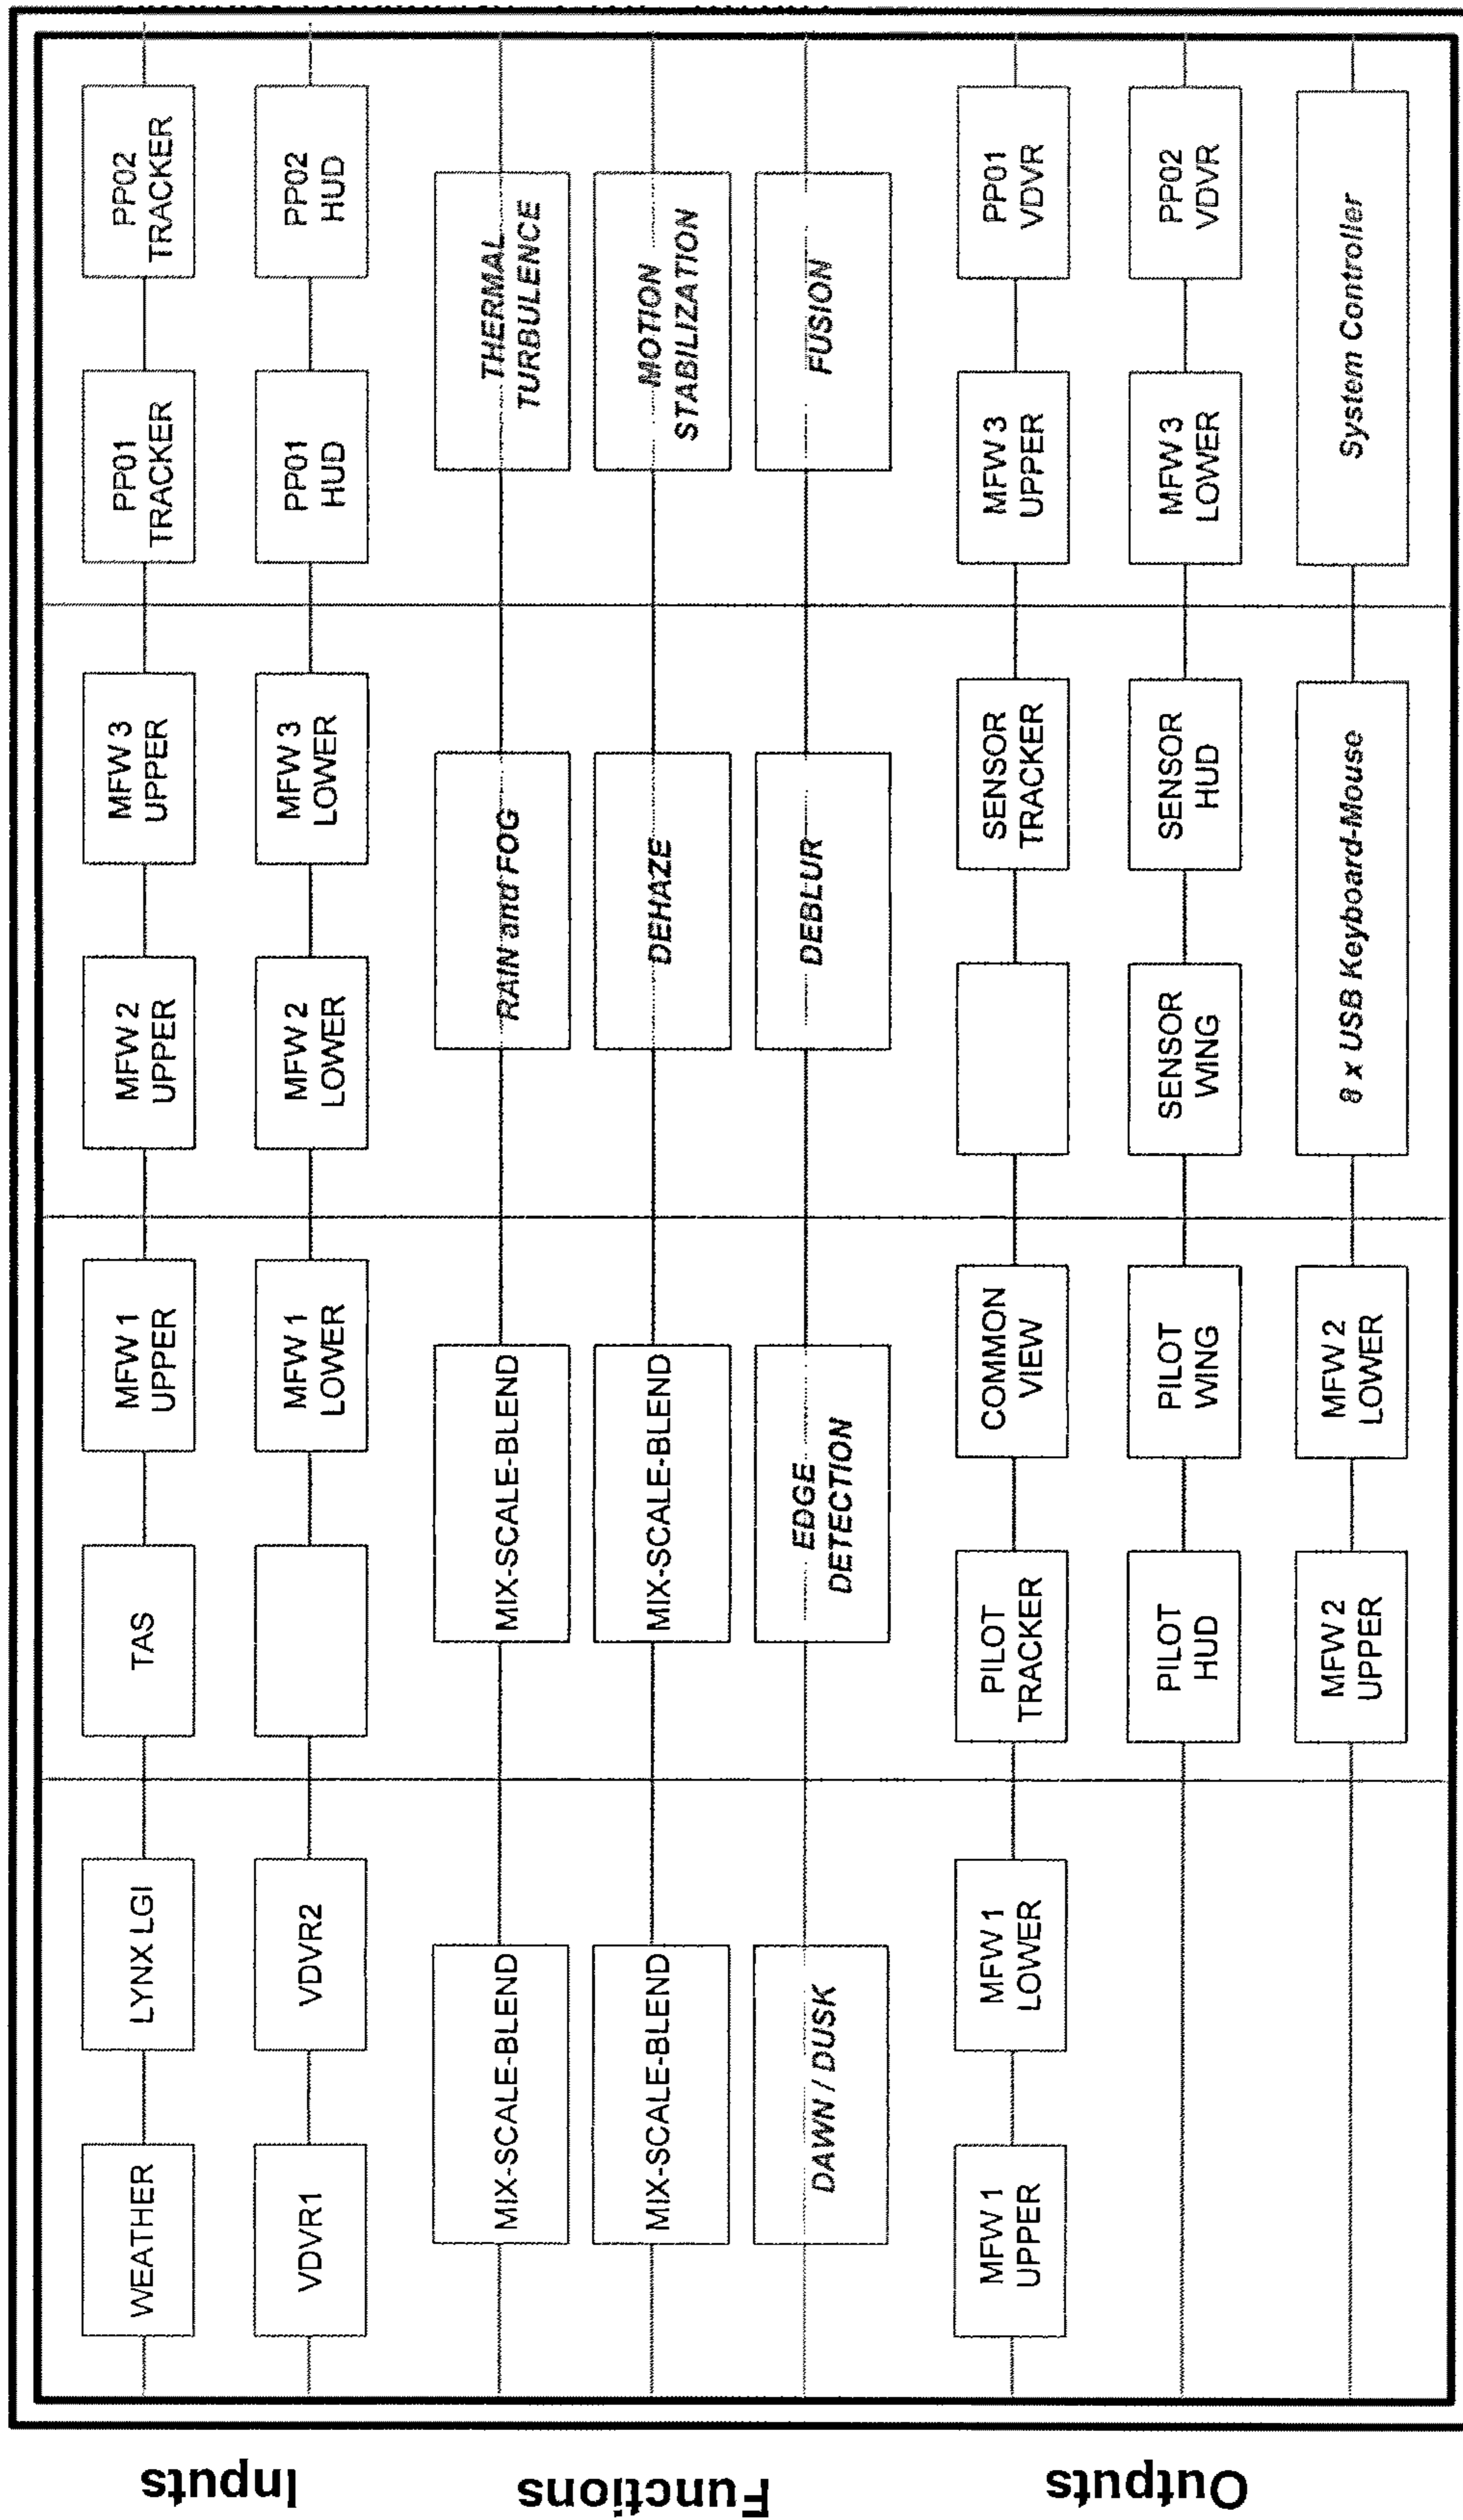 Inputs
WEATHER
LYNX LGI
TAS
MFW 1
UPPER
MFW 2
UPPER
MFW 3
UPPER
PP01
TRACKER
PP02
TRACKER
VDVR1
VDVR2
MFW 1
LOWER
MFW 2
LOWER
MFW 3
LOWER
PP01
HUD
PP02
HUD
Functions
MIX-SCALE-BLEND
MIX-SCALE-BLEND
RAIN and FOG
THERMAL
TURBULENCE
MIX-SCALE-BLEND
MIX-SCALE-BLEND
DEHAZE
MOTION
STABILIZATION
DAWN / DUSK
EDGE
DETECTION
DEBLUR
FUSION
Outputs
MFW 1
UPPER
MFW 1
LOWER
PILOT
TRACKER
COMMON
VIEW
SENSOR
TRACKER
MFW 3
UPPER
PP01
VDVR
PILOT
HUD
PILOT
WING
SENSOR
WING
SENSOR
HUD
MFW 3
LOWER
PP02
VDVR
MFW 2
UPPER
MFW 2
LOWER
8 x USB Keyboard-Mouse
System Controller